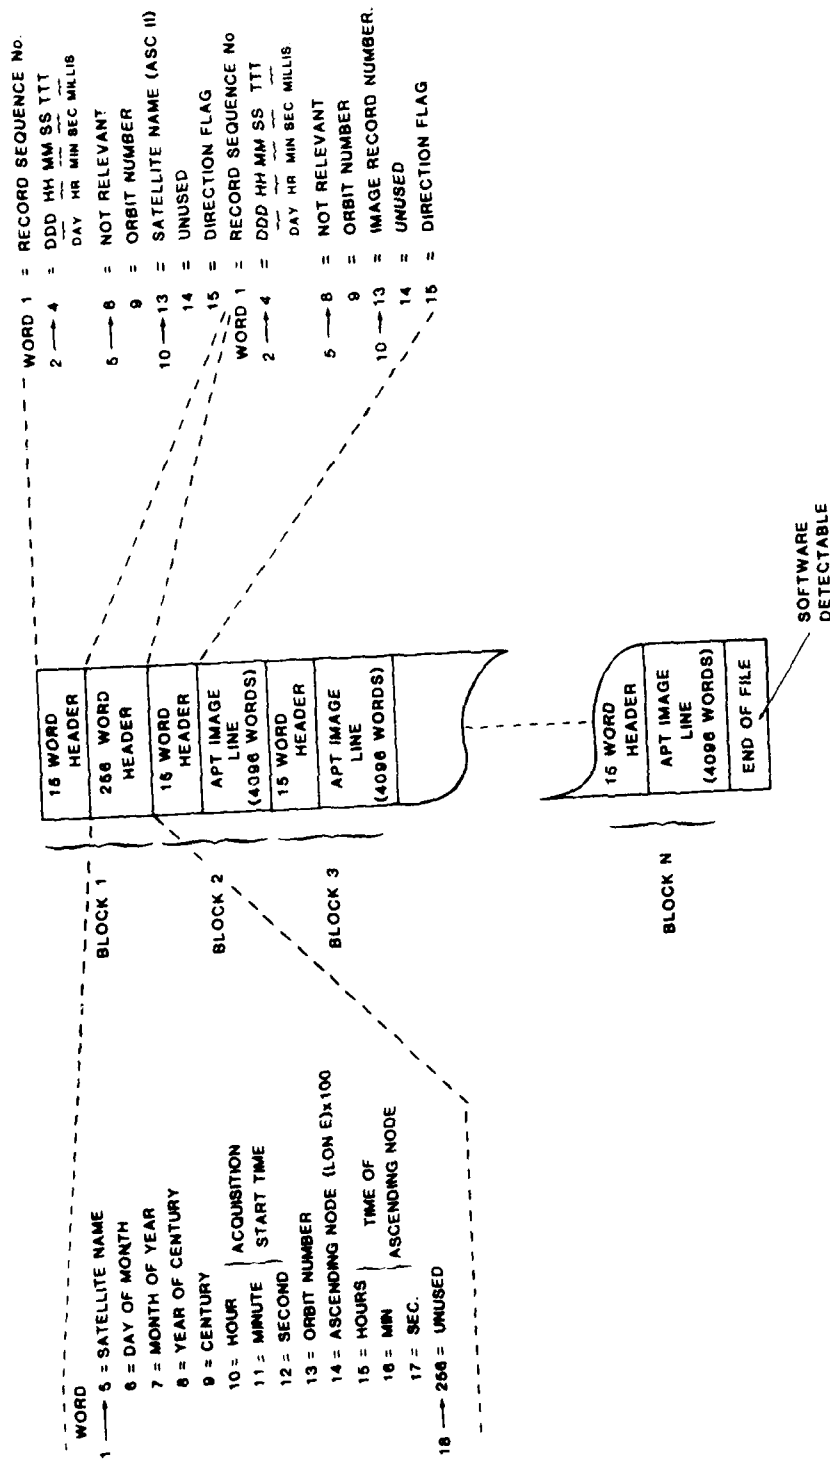 WORD 1 = RECORD SEQUENCE No.
2 → 4 = DDD HH MM SS TTT
DAY HR MIN SEC MILLIS
5 → 8 = NOT RELEVANT
9 = ORBIT NUMBER
10 → 13 = SATELLITE NAME (ASC II)
14 = UNUSED
15 = DIRECTION FLAG
WORD 1 = RECORD SEQUENCE No
2 → 4 = DDD HH MM SS TTT
DAY HR MIN SEC MILLIS
5 → 8 = NOT RELEVANT
9 = ORBIT NUMBER
10 → 13 = IMAGE RECORD NUMBER.
14 = UNUSED
15 = DIRECTION FLAG
15 WORD
HEADER
256 WORD
HEADER
15 WORD
HEADER
APT IMAGE
LINE
(4096 WORDS)
15 WORD
HEADER
APT IMAGE
LINE
(4096 WORDS)
15 WORD
HEADER
APT IMAGE
LINE
(4096 WORDS)
END OF FILE
SOFTWARE
DETECTABLE
BLOCK 1
BLOCK 2
BLOCK 3
BLOCK N
WORD
1 → 5 = SATELLITE NAME
6 = DAY OF MONTH
7 = MONTH OF YEAR
8 = YEAR OF CENTURY
9 = CENTURY
10 = HOUR
11 = MINUTE
12 = SECOND
ACQUISITION
START TIME
13 = ORBIT NUMBER
14 = ASCENDING NODE (LON E)x100
15 = HOURS
16 = MIN
17 = SEC.
TIME OF
ASCENDING NODE
18 → 256 = UNUSED